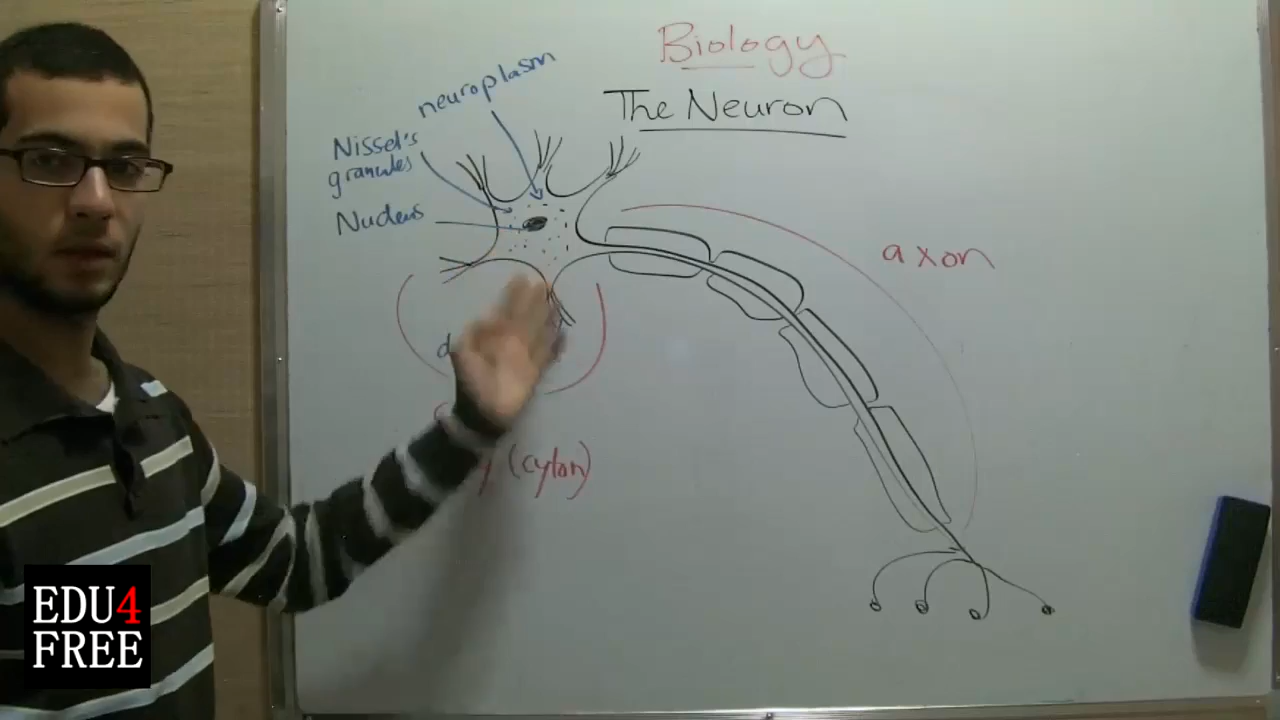 Biology
The Neuron
neuroplasm
Nissel's
granules
Nucleus
axon
(cyton)
EDU4
FREE